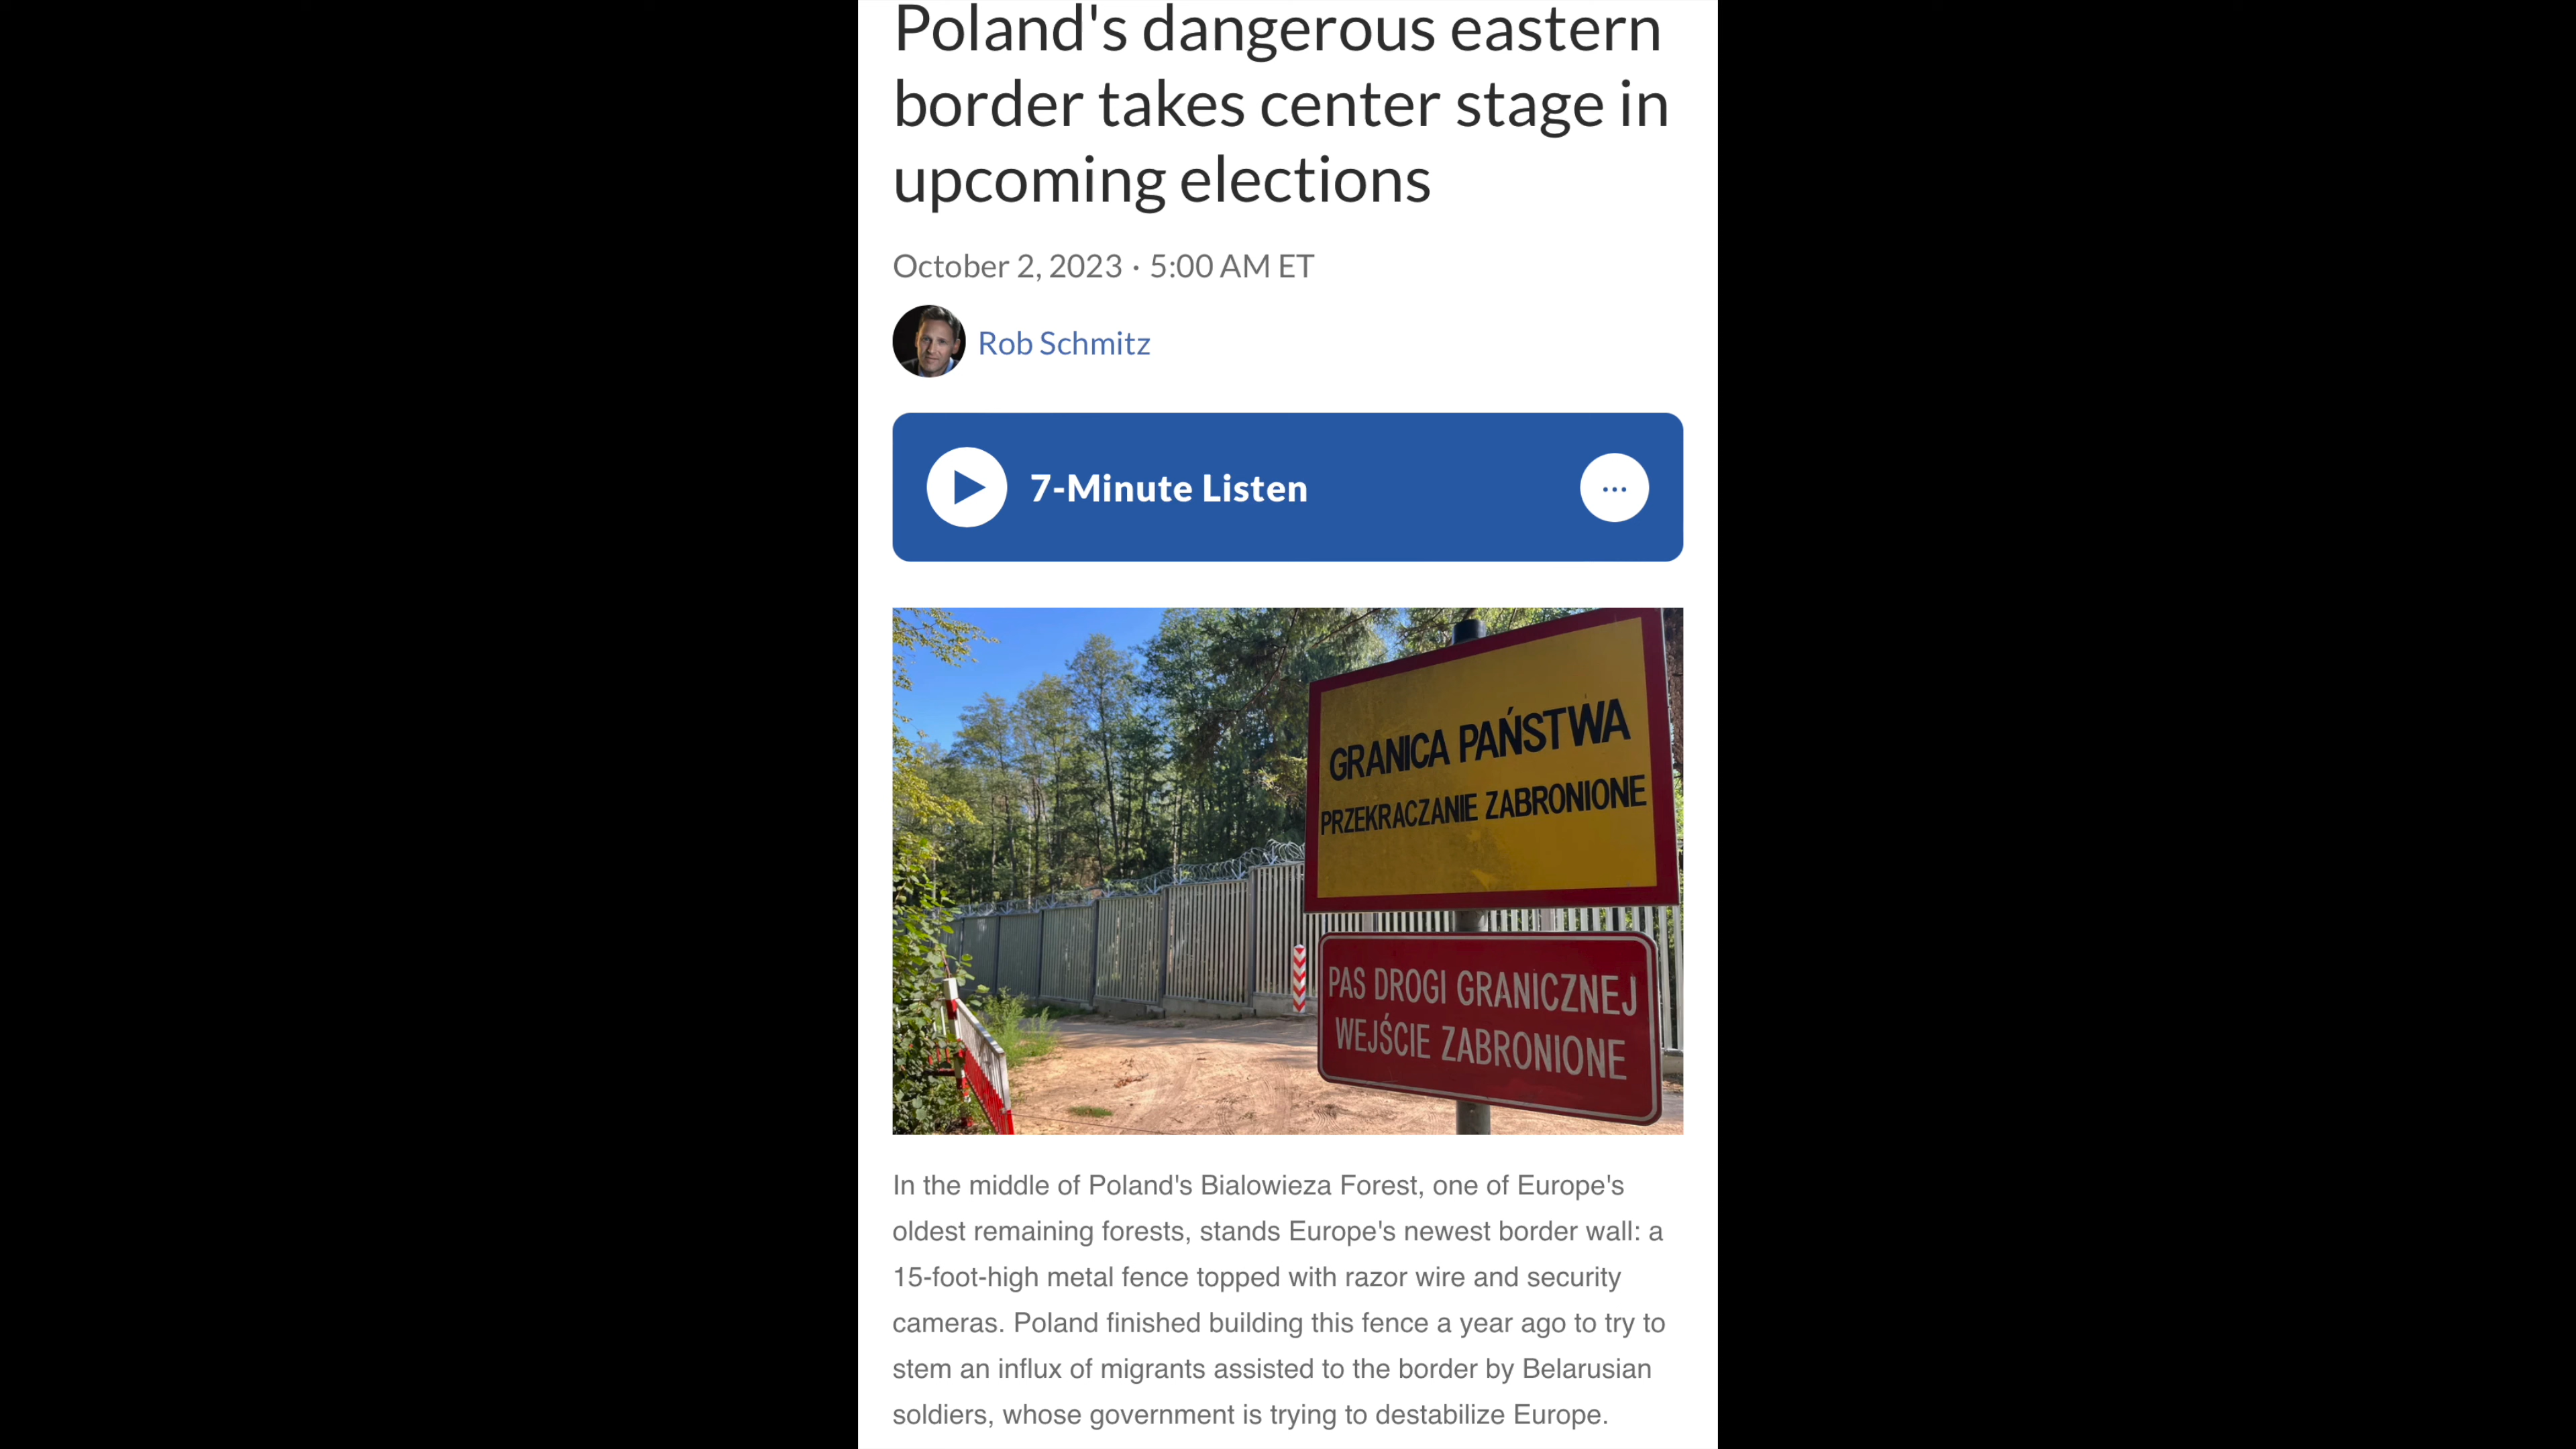 Poland's dangerous eastern
border takes center stage in
upcoming elections
October 2, 2023 · 5:00 AM ET
Rob Schmitz
7-Minute Listen
GRANICA PAŃSTWA
PRZEKRACZANIE ZABRONIONE
PAS DROGI GRANICZNEJ
WEJŚCIE ZABRONIONE
In the middle of Poland's Bialowieza Forest, one of Europe's
oldest remaining forests, stands Europe's newest border wall: a
15-foot-high metal fence topped with razor wire and security
cameras. Poland finished building this fence a year ago to try to
stem an influx of migrants assisted to the border by Belarusian
soldiers, whose government is trying to destabilize Europe.